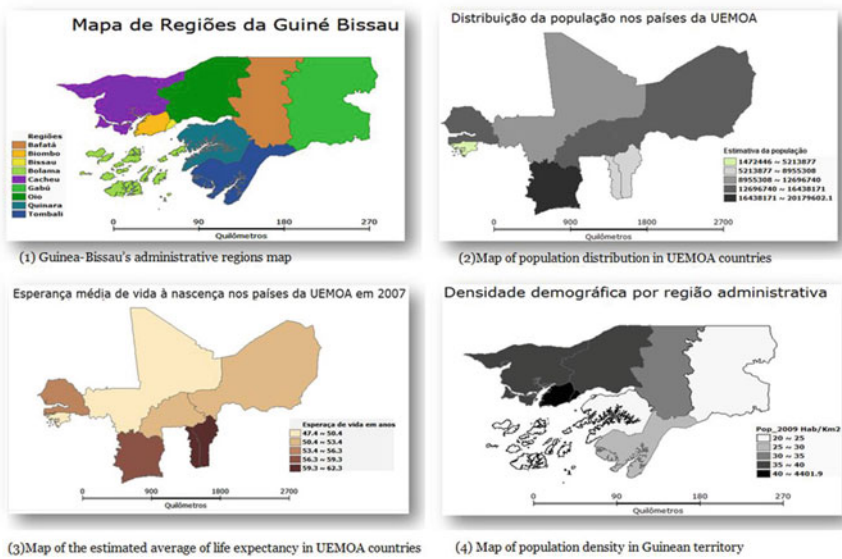 Mapa de Regiões da Guiné Bissau
Regiões
Bafatá
Biombo
Bissau
Bolama
Cacheu
Gabú
Oio
Quinara
Tombali
0 90 180 270
Quilômetros
(1) Guinea-Bissau's administrative regions map
Distribuição da população nos países da UEMOA
Estimativa da população
1472446 ~ 5213877
5213877 ~ 8955308
8955308 ~ 12696740
12696740 ~ 16438171
16438171 ~ 20179602.1
0 900 1800 2700
Quilômetros
(2)Map of population distribution in UEMOA countries
Esperança média de vida à nascença nos países da UEMOA em 2007
Esperaça de vida em anos
47.4 ~ 50.4
50.4 ~ 53.4
53.4 ~ 56.3
56.3 ~ 59.3
59.3 ~ 62.3
0 900 1800 2700
Quilômetros
(3)Map of the estimated average of life expectancy in UEMOA countries
Densidade demográfica por região administrativa
Pop_2009 Hab/Km2
20 ~ 25
25 ~ 30
30 ~ 35
35 ~ 40
40 ~ 4401.9
0 90 180 270
Quilômetros
(4) Map of population density in Guinean territory